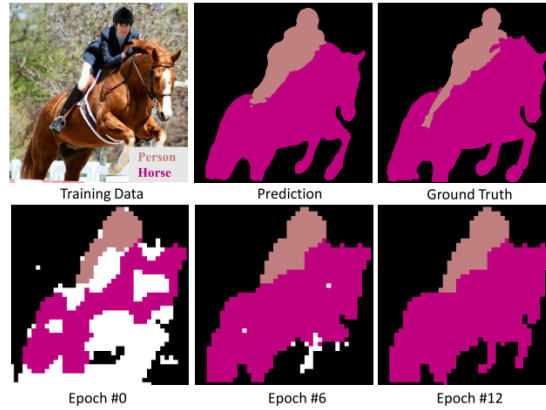 Person
Horse
Training Data
Prediction
Ground Truth
Epoch #0
Epoch #6
Epoch #12